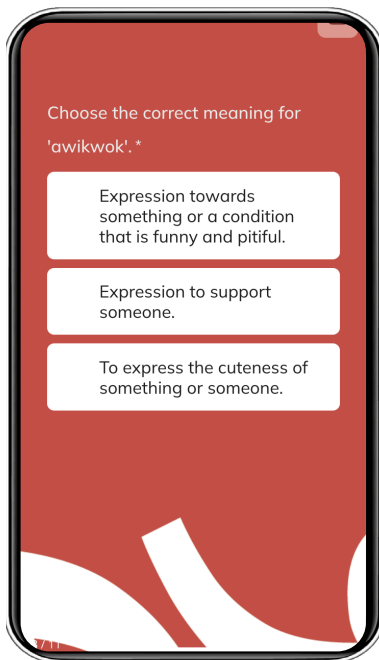 Choose the correct meaning for
'awikwok'.*
Expression towards
something or a condition
that is funny and pitiful.
Expression to support
someone.
To express the cuteness of
something or someone.